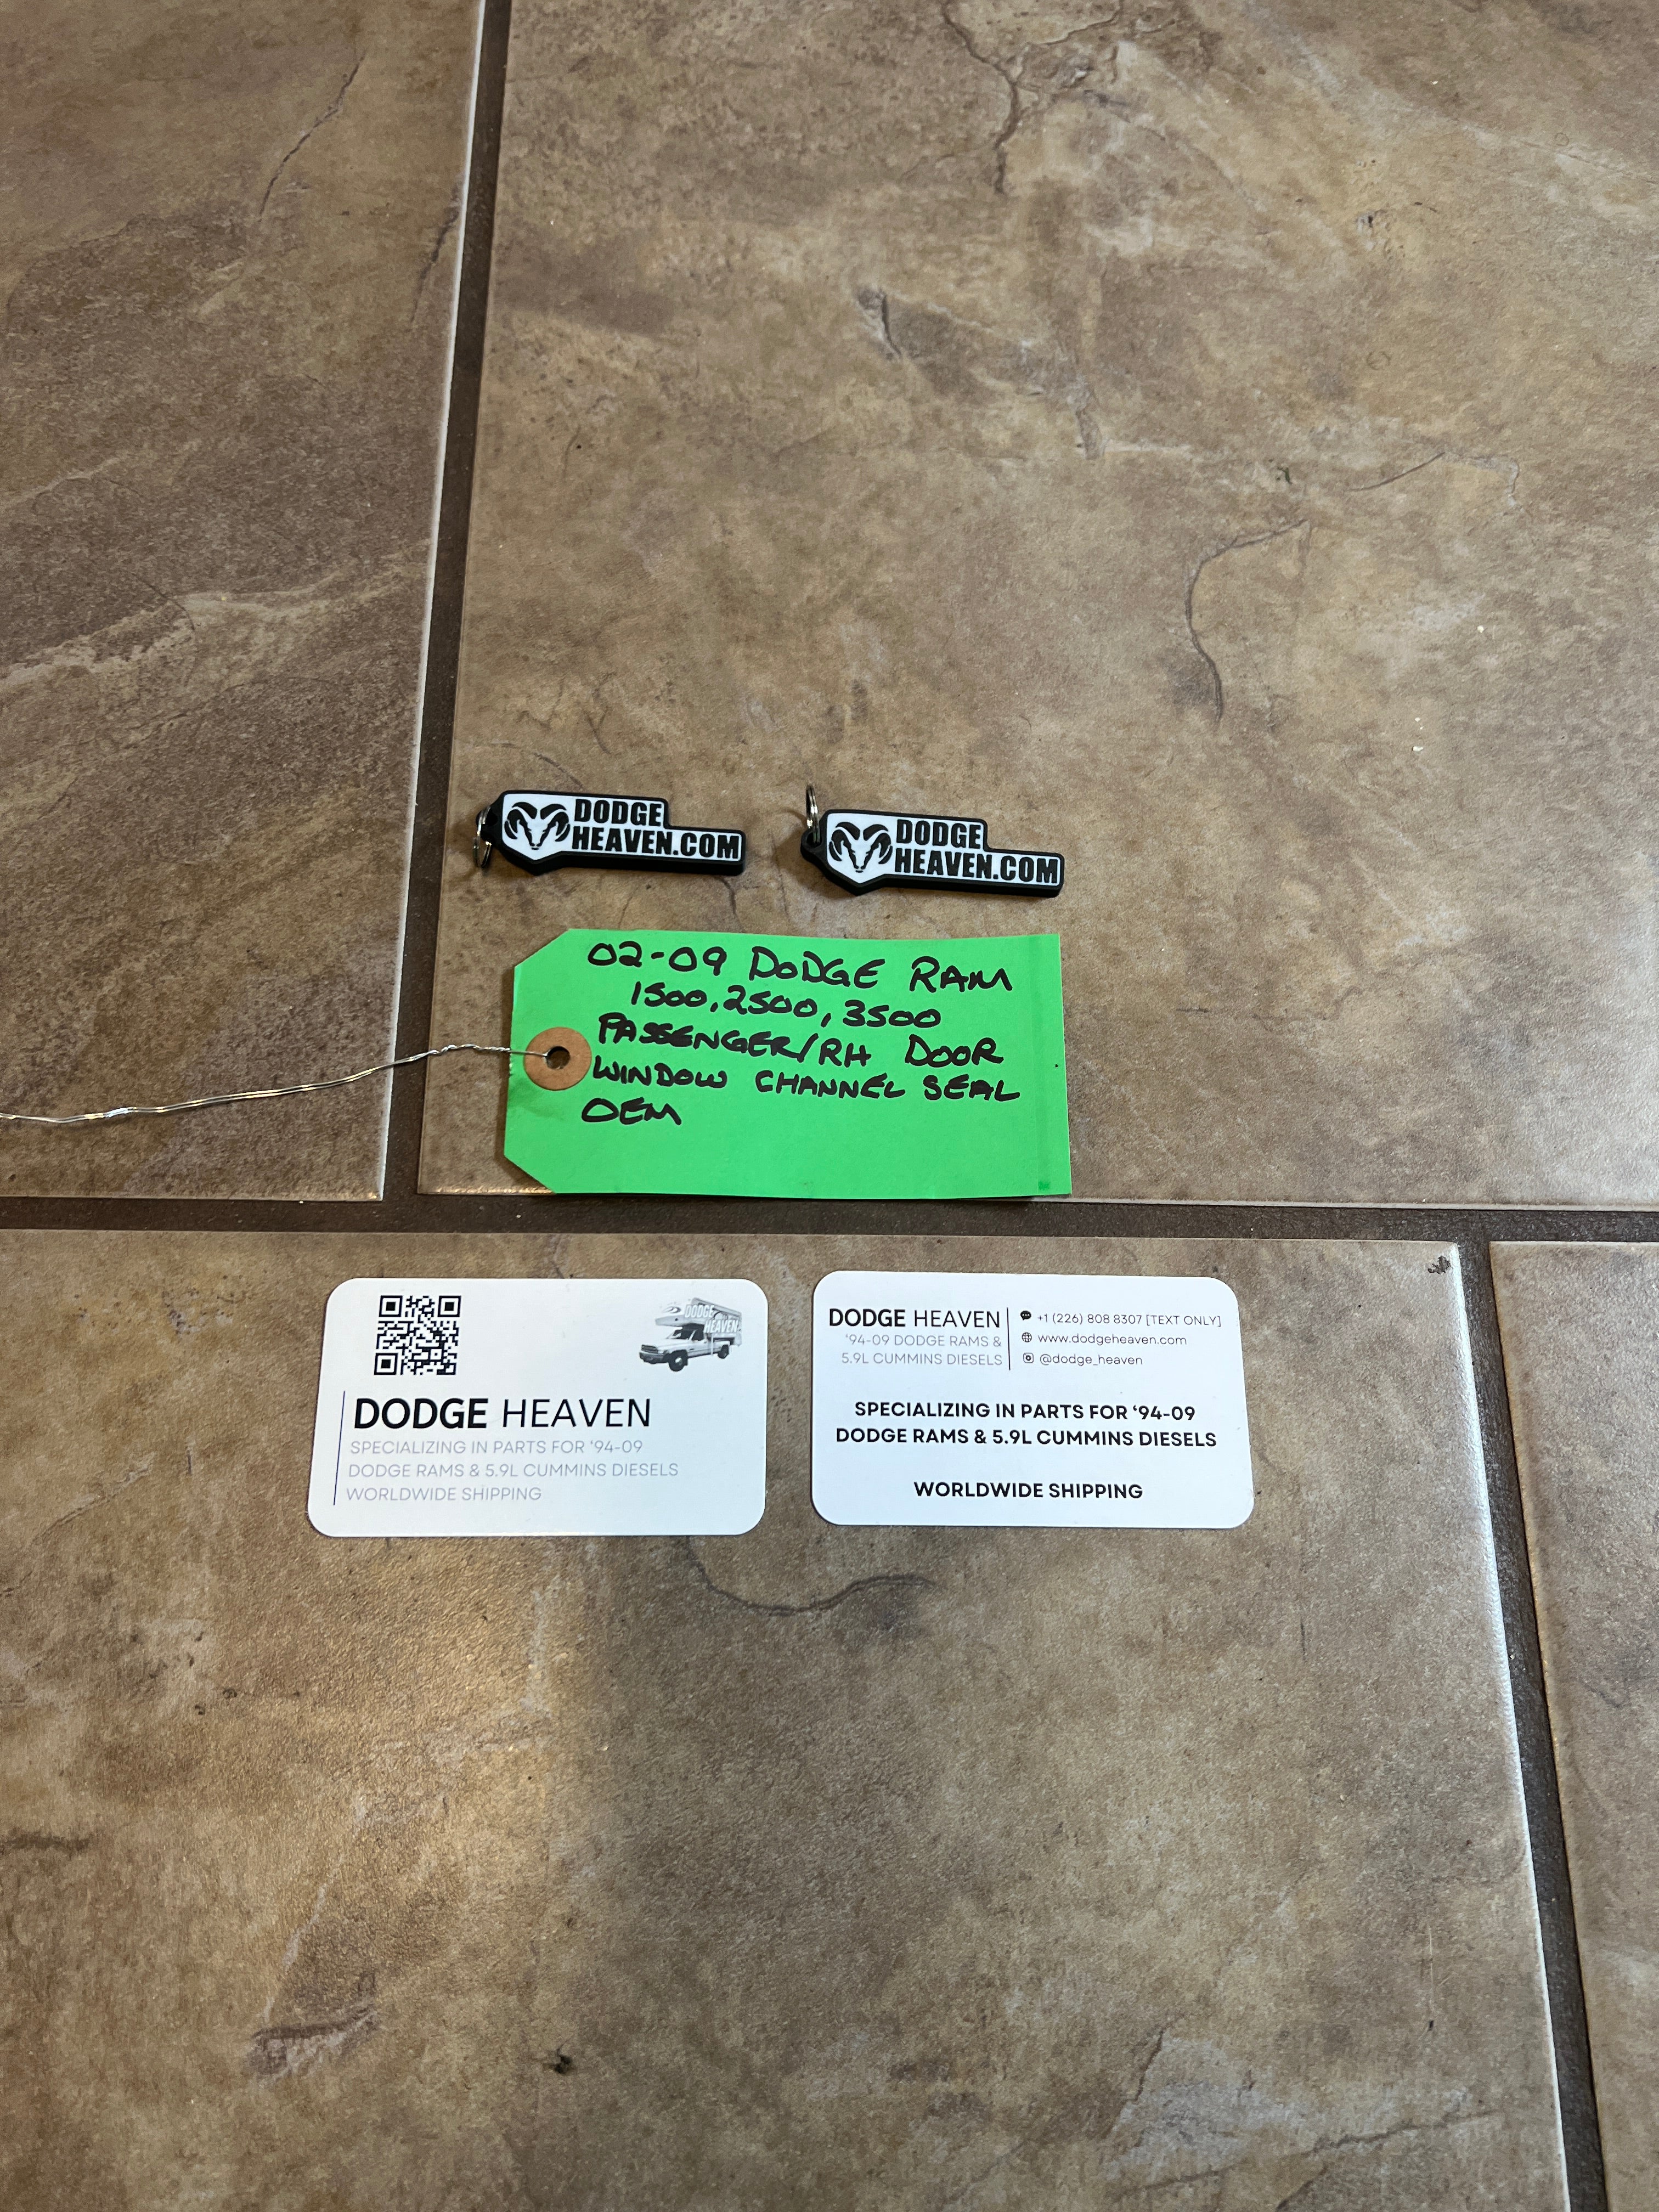 DODGE
HEAVEN.COM
DODGE
HEAVEN.COM
02-09 DODGE RAM
1500, 2500, 3500
PASSENGER/RH DOOR
WINDOW CHANNEL SEAL
OEM
DODGE
HEAVEN
DODGE HEAVEN
SPECIALIZING IN PARTS FOR '94-09
DODGE RAMS & 5.9L CUMMINS DIESELS
WORLDWIDE SHIPPING
DODGE HEAVEN
'94-09 DODGE RAMS &
5.9L CUMMINS DIESELS
+1 (226) 808 8307 [TEXT ONLY]
www.dodgeheaven.com
@dodge_heaven
SPECIALIZING IN PARTS FOR '94-09
DODGE RAMS & 5.9L CUMMINS DIESELS
WORLDWIDE SHIPPING